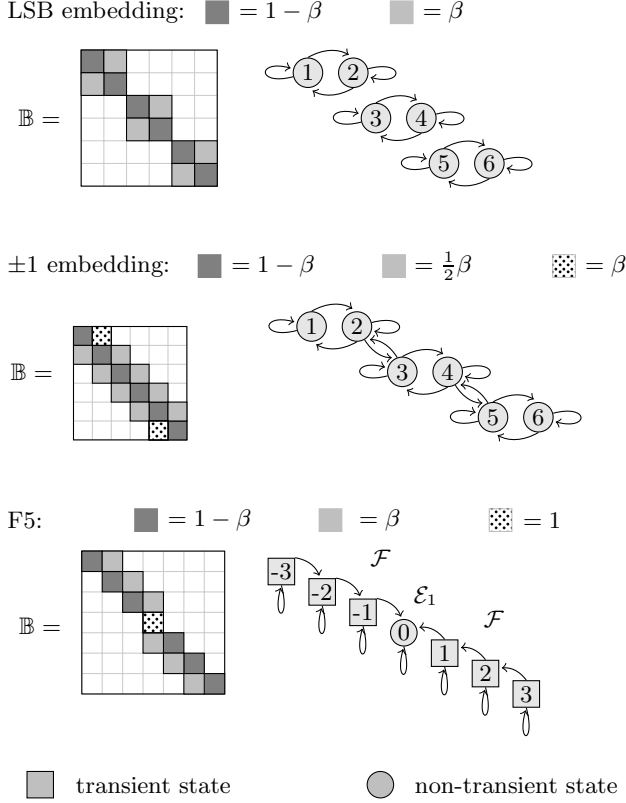 LSB embedding: = 1 − β = β
𝔹 =
1 2
3 4
5 6
±1 embedding: = 1 − β = ½β = β
𝔹 =
1 2
3 4
5 6
F5: = 1 − β = β = 1
𝔹 =
ℱ
-3
-2
-1
ℰ₁
0
ℱ
1
2
3
transient state non-transient state